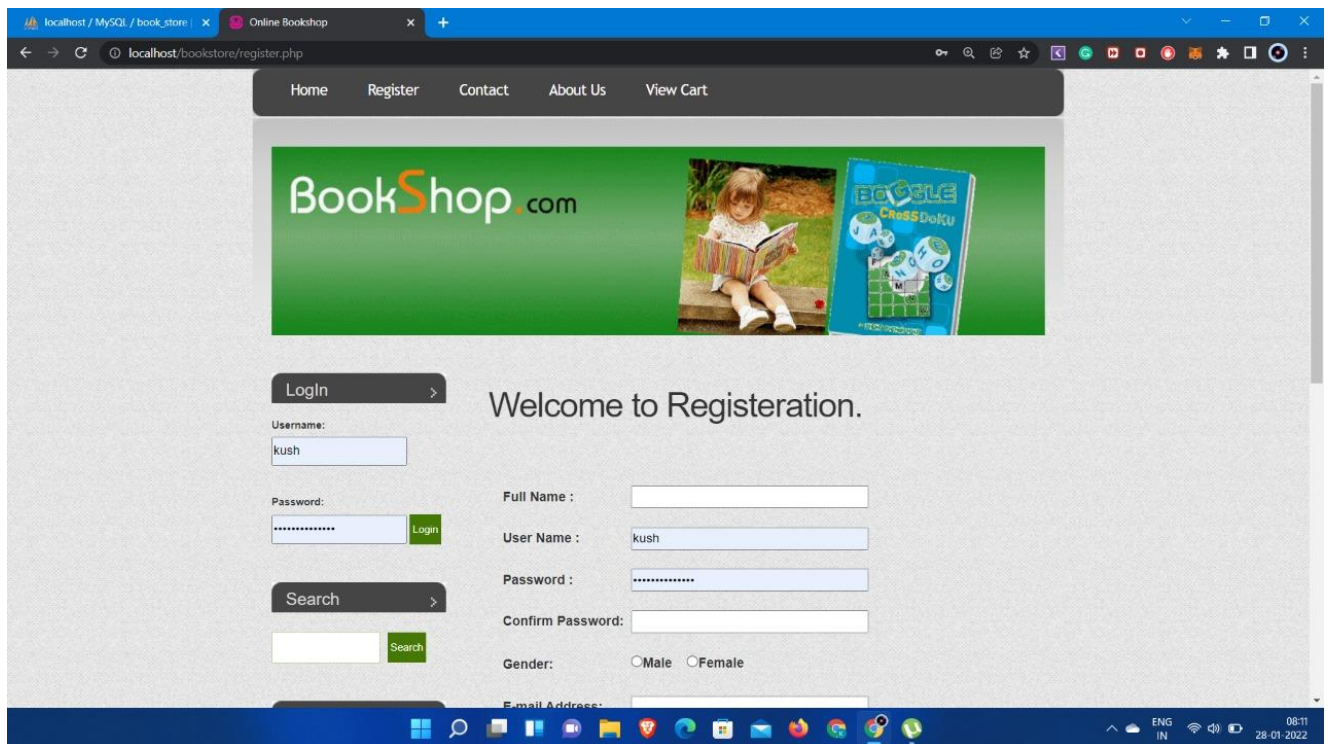 localhost / MySQL / book_store |
Online Bookshop
localhost/bookstore/register.php
Home Register Contact About Us View Cart
BookShop.com
BOGGLE
CROSSDOKU
LogIn
Username:
kush
Password:
Login
Search
Search
Welcome to Registeration.
Full Name :
User Name : kush
Password :
Confirm Password:
Gender: Male Female
E-mail Address:
ENG
IN
08:11
28-01-2022